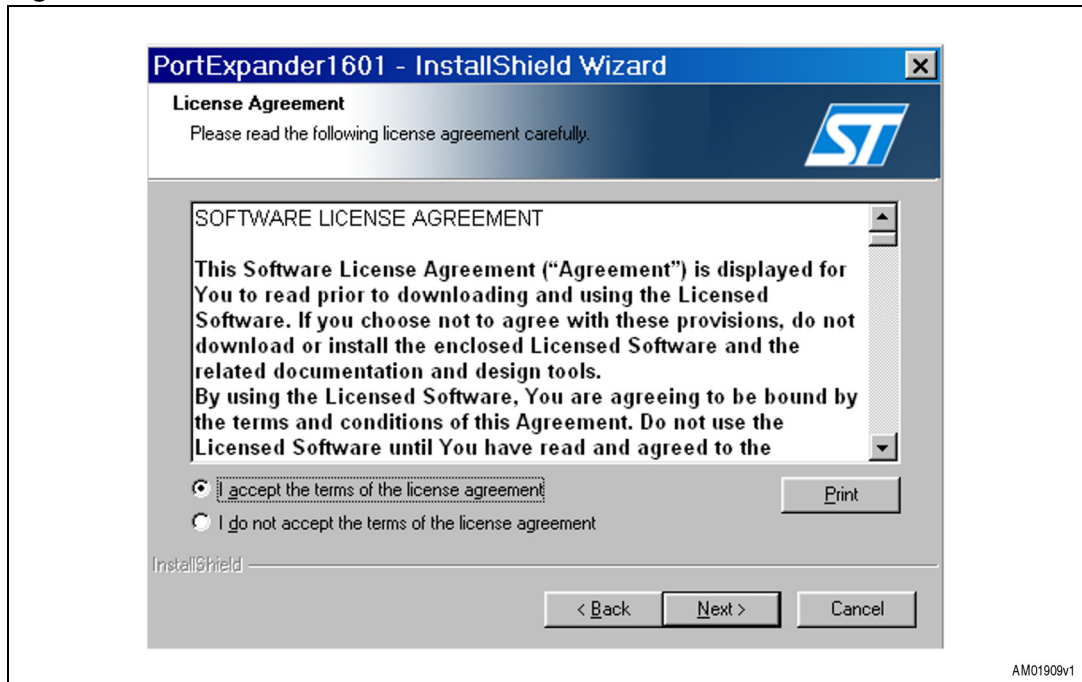 PortExpander1601 - InstallShield Wizard
License Agreement
Please read the following license agreement carefully.
ST
SOFTWARE LICENSE AGREEMENT
This Software License Agreement (“Agreement”) is displayed for
You to read prior to downloading and using the Licensed
Software. If you choose not to agree with these provisions, do not
download or install the enclosed Licensed Software and the
related documentation and design tools.
By using the Licensed Software, You are agreeing to be bound by
the terms and conditions of this Agreement. Do not use the
Licensed Software until You have read and agreed to the
I accept the terms of the license agreement
Print
I do not accept the terms of the license agreement
InstallShield
< Back
Next >
Cancel
AM01909v1